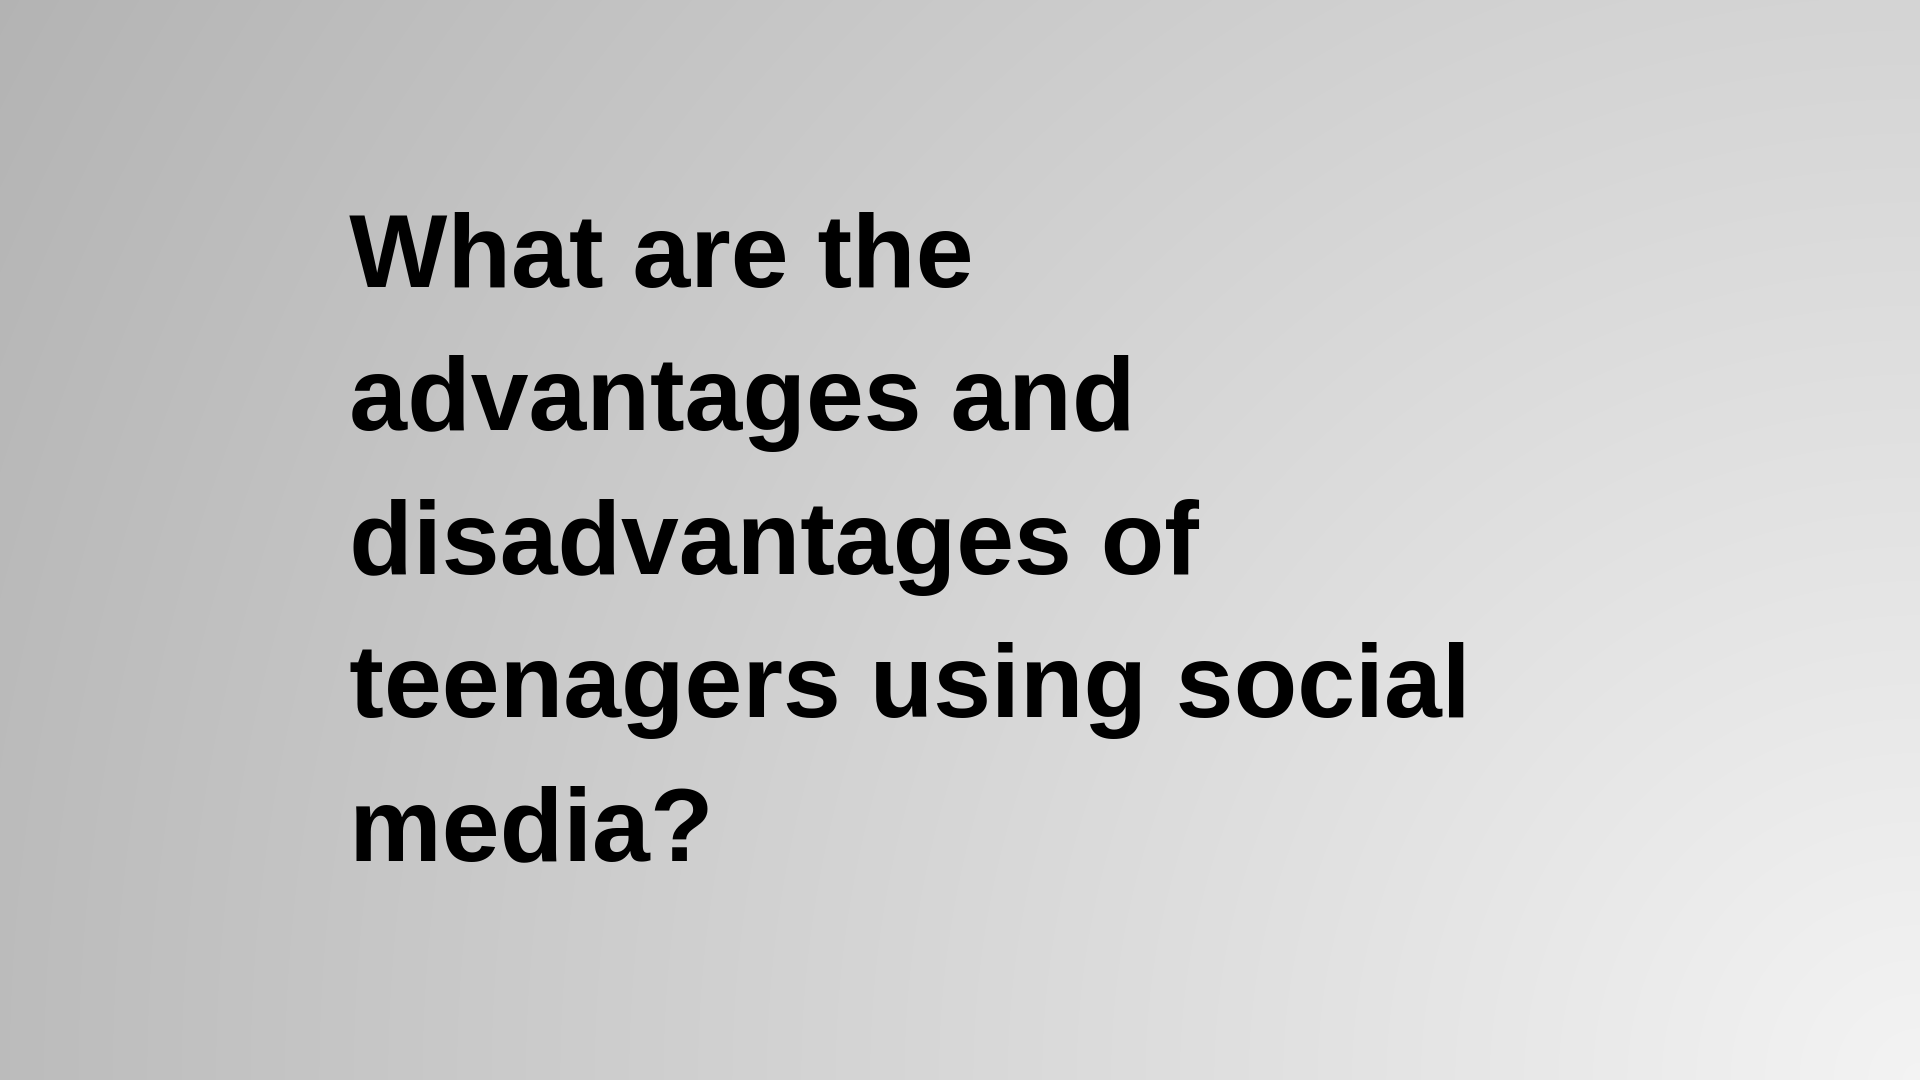 What are the
advantages and
disadvantages of
teenagers using social
media?